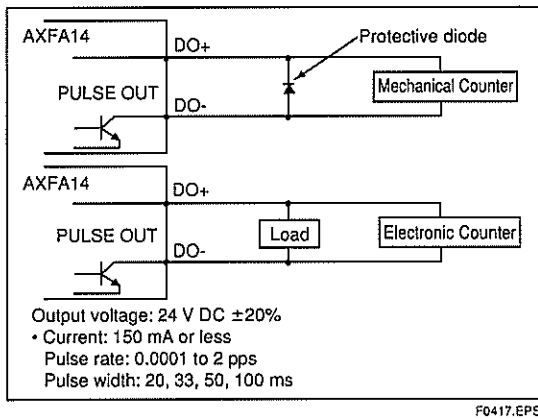 AXFA14
DO+
Protective diode
PULSE OUT
Mechanical Counter
DO-
AXFA14
DO+
PULSE OUT
Load
Electronic Counter
DO-
Output voltage: 24 V DC ±20%
• Current: 150 mA or less
Pulse rate: 0.0001 to 2 pps
Pulse width: 20, 33, 50, 100 ms
F0417.EPS